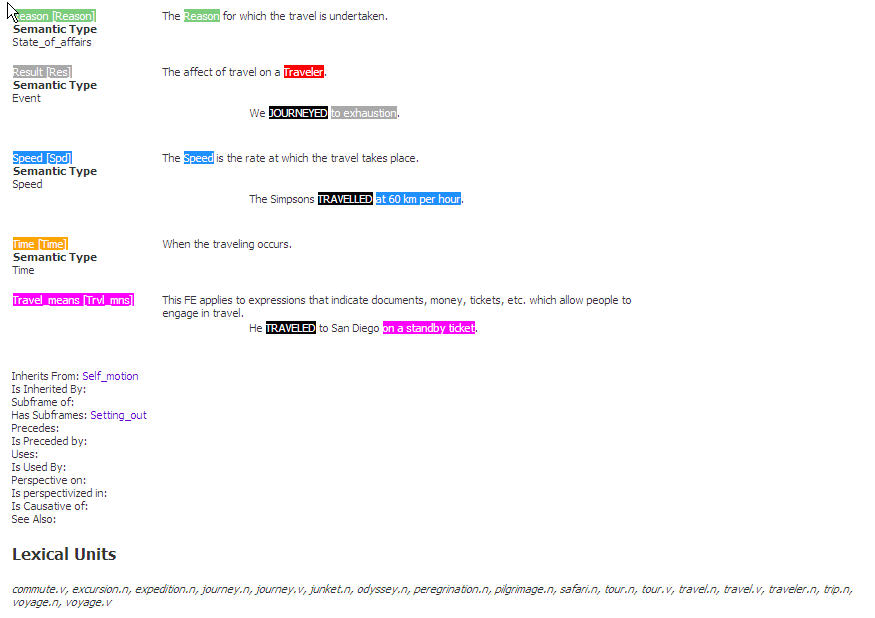 Reason [Reason] The Reason for which the travel is undertaken.
Semantic Type
State_of_affairs
Result [Res] The affect of travel on a Traveler.
Semantic Type
Event
We JOURNEYED to exhaustion.
Speed [Spd] The Speed is the rate at which the travel takes place.
Semantic Type
Speed
The Simpsons TRAVELLED at 60 km per hour.
Time [Time] When the traveling occurs.
Semantic Type
Time
Travel_means [Trvl_mns] This FE applies to expressions that indicate documents, money, tickets, etc. which allow people to
engage in travel.
He TRAVELED to San Diego on a standby ticket.
Inherits From: Self_motion
Is Inherited By:
Subframe of:
Has Subframes: Setting_out
Precedes:
Is Preceded by:
Uses:
Is Used By:
Perspective on:
Is perspectivized in:
Is Causative of:
See Also:
Lexical Units
commute.v, excursion.n, expedition.n, journey.n, journey.v, junket.n, odyssey.n, peregrination.n, pilgrimage.n, safari.n, tour.n, tour.v, travel.n, travel.v, traveler.n, trip.n,
voyage.n, voyage.v